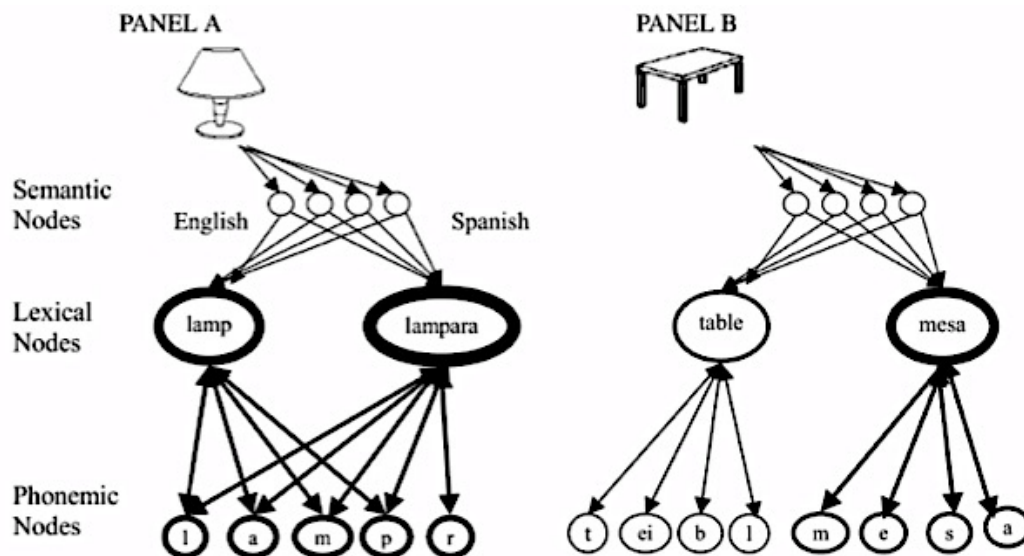 PANEL A
PANEL B
Semantic
Nodes
English
Spanish
Lexical
Nodes
lamp
lampara
table
mesa
Phonemic
Nodes
l a m p r
t ei b l m e s a